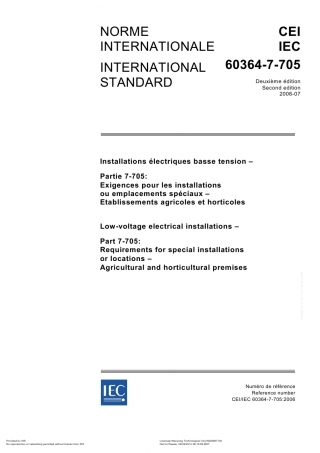 NORME
INTERNATIONALE
INTERNATIONAL
STANDARD
CEI
IEC
60364-7-705
Deuxième édition
Second edition
2006-07
Installations électriques basse tension –
Partie 7-705:
Exigences pour les installations
ou emplacements spéciaux –
Etablissements agricoles et horticoles
Low-voltage electrical installations –
Part 7-705:
Requirements for special installations
or locations –
Agricultural and horticultural premises
IEC
Numéro de référence
Reference number
CEI/IEC 60364-7-705:2006